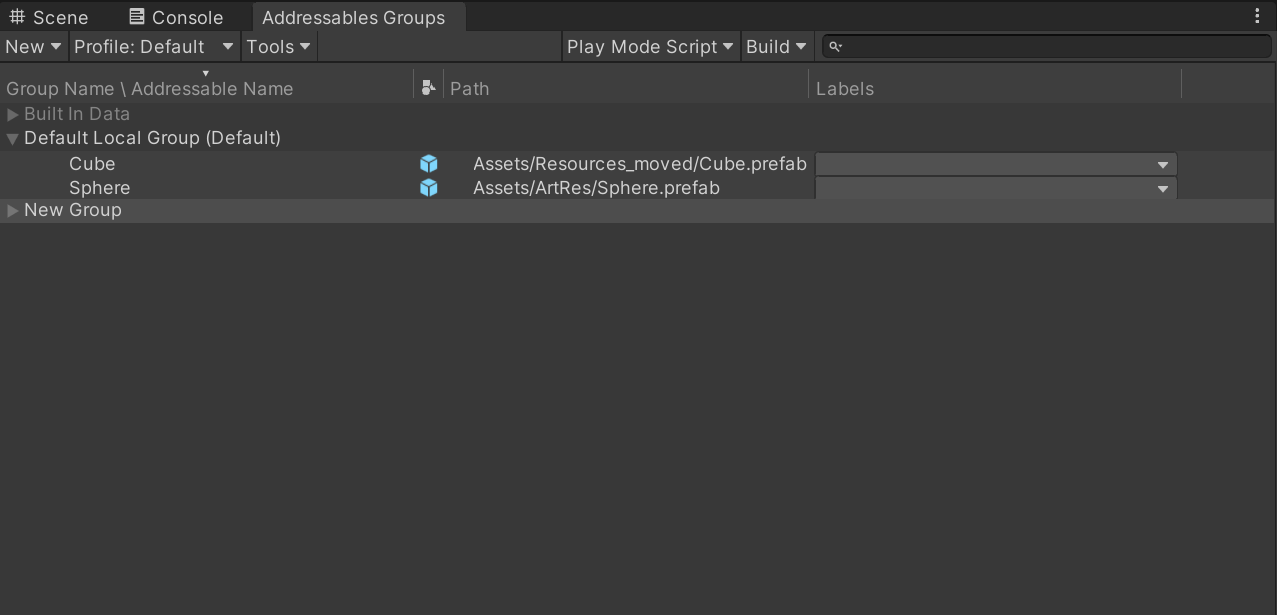 Scene Console Addressables Groups
New Profile: Default Tools Play Mode Script Build
Group Name \ Addressable Name Path Labels
Built In Data
Default Local Group (Default)
Cube Assets/Resources_moved/Cube.prefab
Sphere Assets/ArtRes/Sphere.prefab
New Group